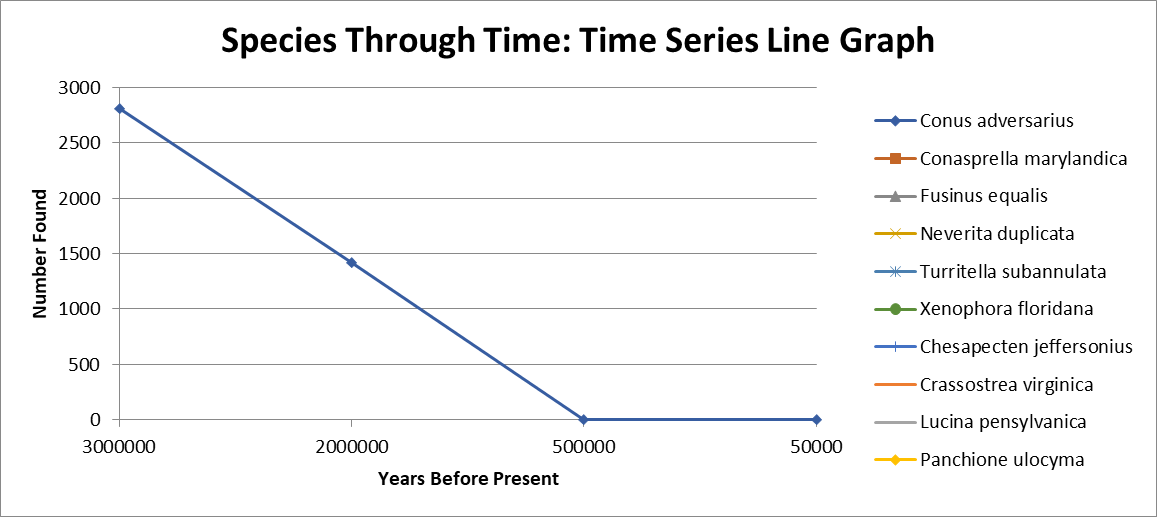 Species Through Time: Time Series Line Graph
3000
2500
2000
1500
1000
500
0
Number Found
3000000
2000000
500000
50000
Years Before Present
Conus adversarius
Conasprella marylandica
Fusinus equalis
Neverita duplicata
Turritella subannulata
Xenophora floridana
Chesapecten jeffersonius
Crassostrea virginica
Lucina pensylvanica
Panchione ulocyma